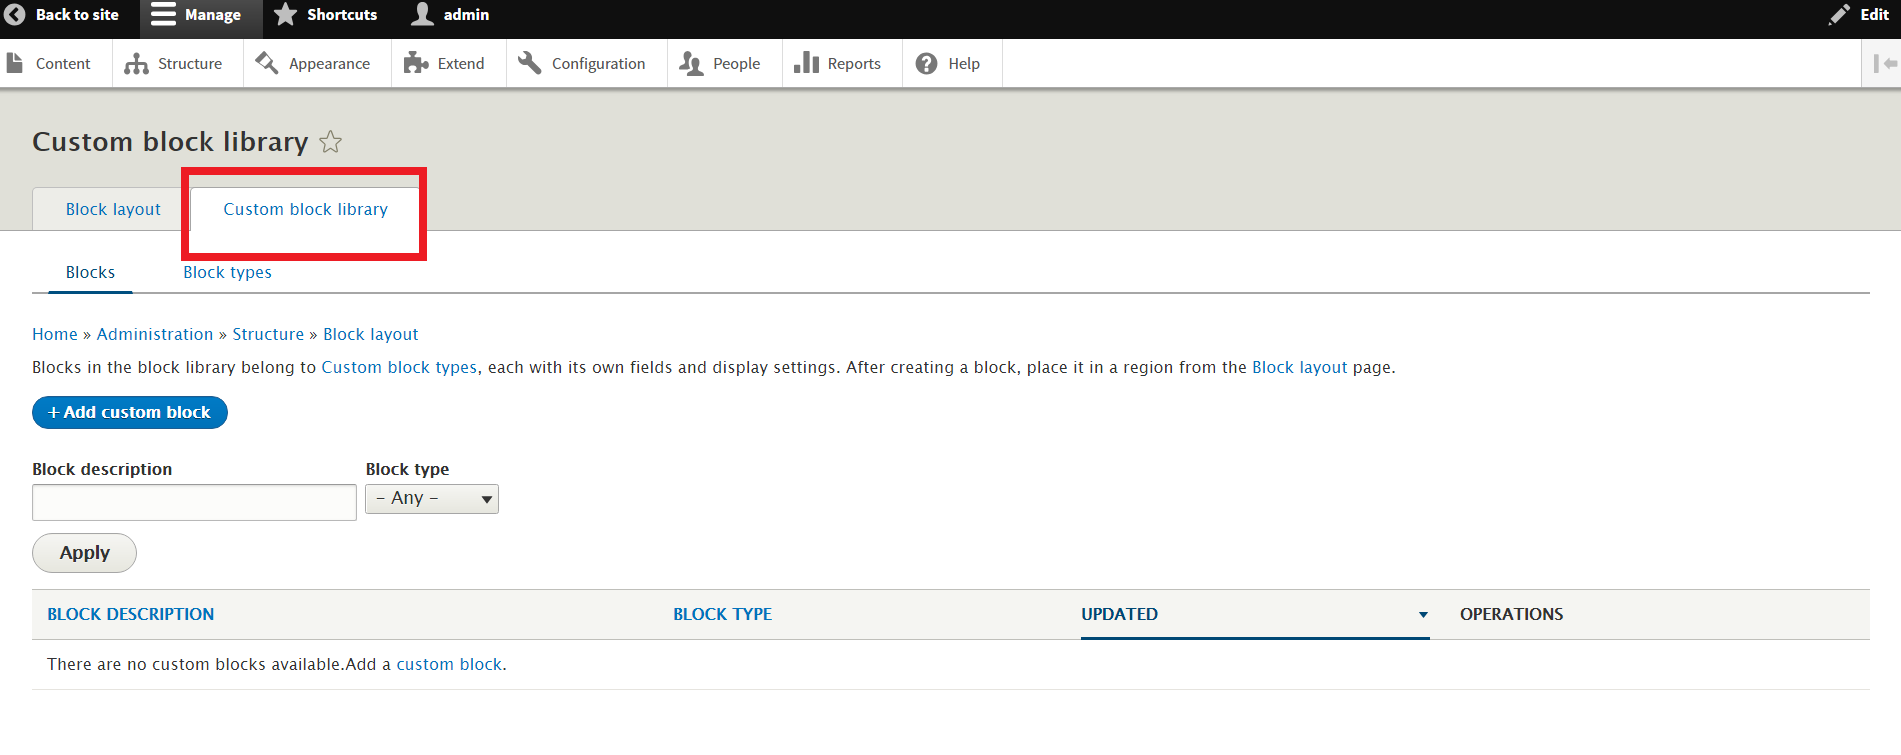 Back to site Manage Shortcuts admin Edit
Content Structure Appearance Extend Configuration People Reports Help
Custom block library
Block layout Custom block library
Blocks Block types
Home » Administration » Structure » Block layout
Blocks in the block library belong to Custom block types, each with its own fields and display settings. After creating a block, place it in a region from the Block layout page.
+ Add custom block
Block description Block type
- Any -
Apply
BLOCK DESCRIPTION BLOCK TYPE UPDATED OPERATIONS
There are no custom blocks available.Add a custom block.